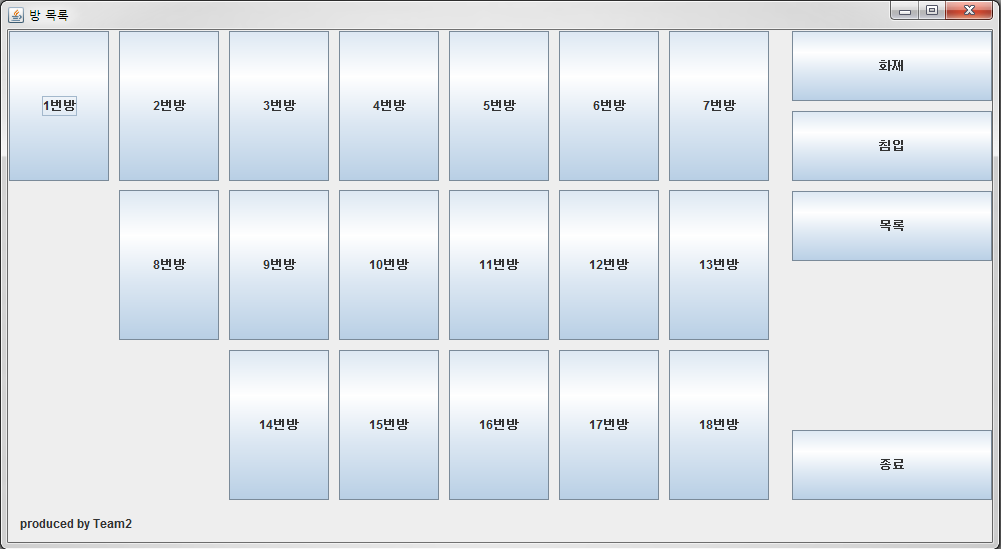 방 목록
1번방 2번방 3번방 4번방 5번방 6번방 7번방
화재
침입
목록
8번방 9번방 10번방 11번방 12번방 13번방
14번방 15번방 16번방 17번방 18번방
종료
produced by Team2